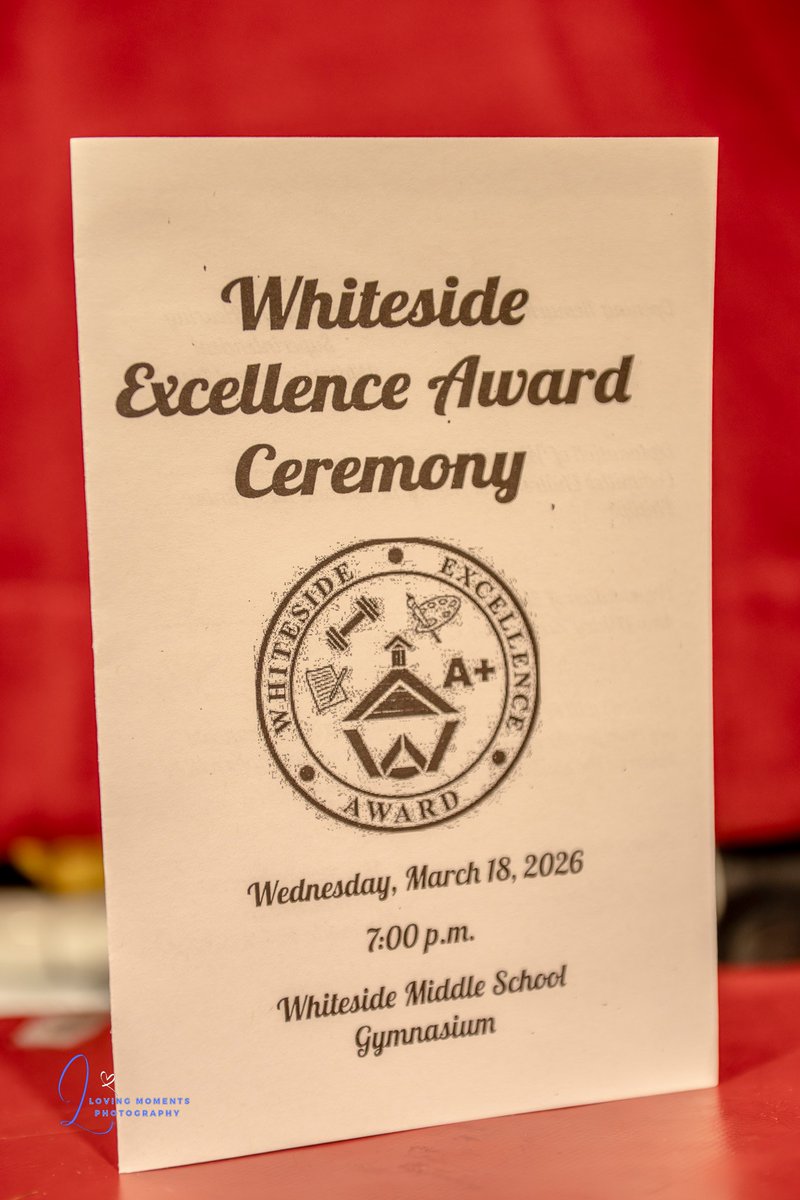 Whiteside
Excellence Award
Ceremony
WHITESIDE EXCELLENCE
A+
AWARD
Wednesday, March 18, 2026
7:00 p.m.
Whiteside Middle School
Gymnasium
LOVING MOMENTS
PHOTOGRAPHY